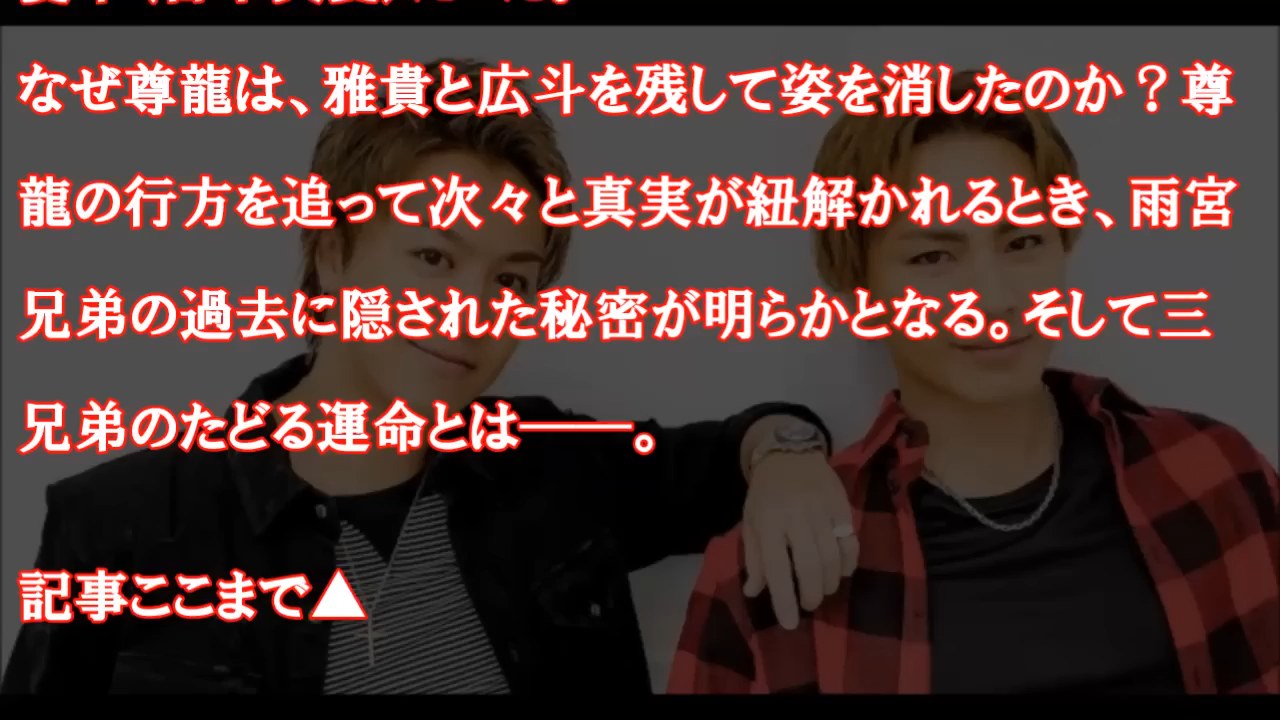 なぜ尊龍は、雅貴と広斗を残して姿を消したのか？尊
龍の行方を追って次々と真実が紐解かれるとき、雨宮
兄弟の過去に隠された秘密が明らかとなる。そして三
兄弟のたどる運命とは――。
記事ここまで▲